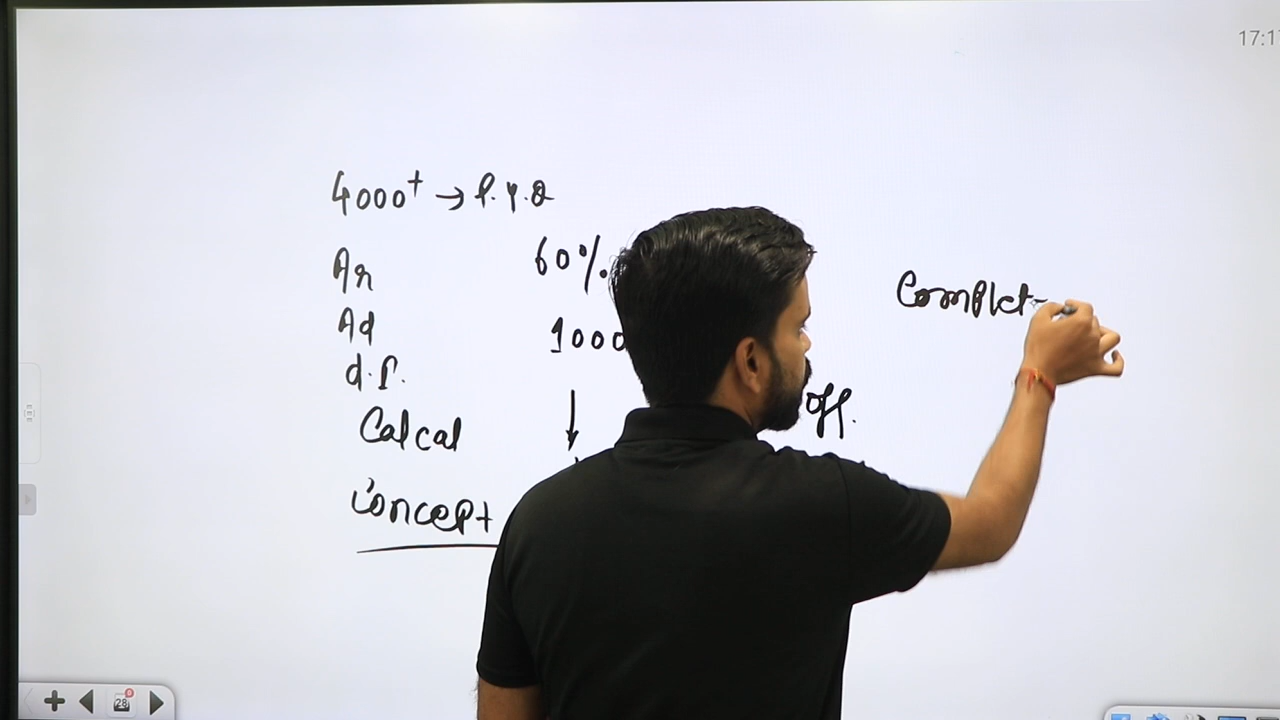 4000+ → P.Y.Q
Ar 60%.
Ad 1000
d.P.
Calcal off.
Concept
Complet
17:1
28